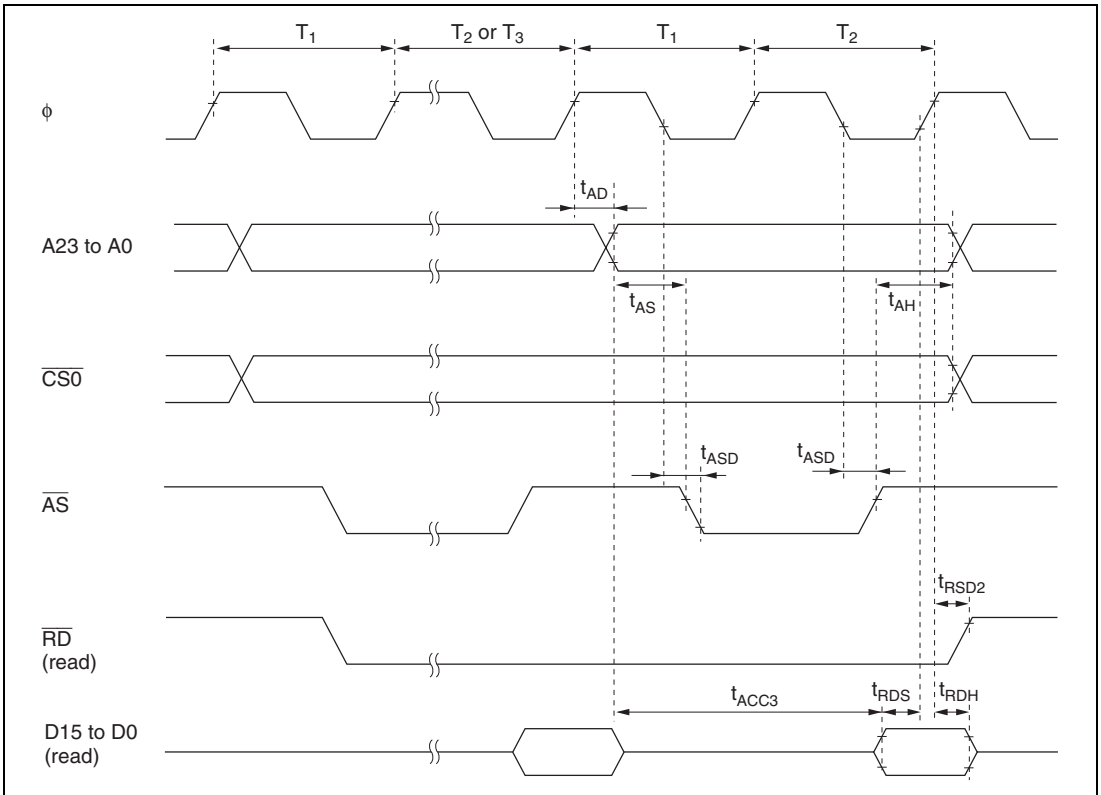 T1 T2 or T3 T1 T2
φ
tAD
A23 to A0
tAS tAH
CS0
tASD tASD
AS
tRSD2
RD
(read)
tACC3 tRDS tRDH
D15 to D0
(read)